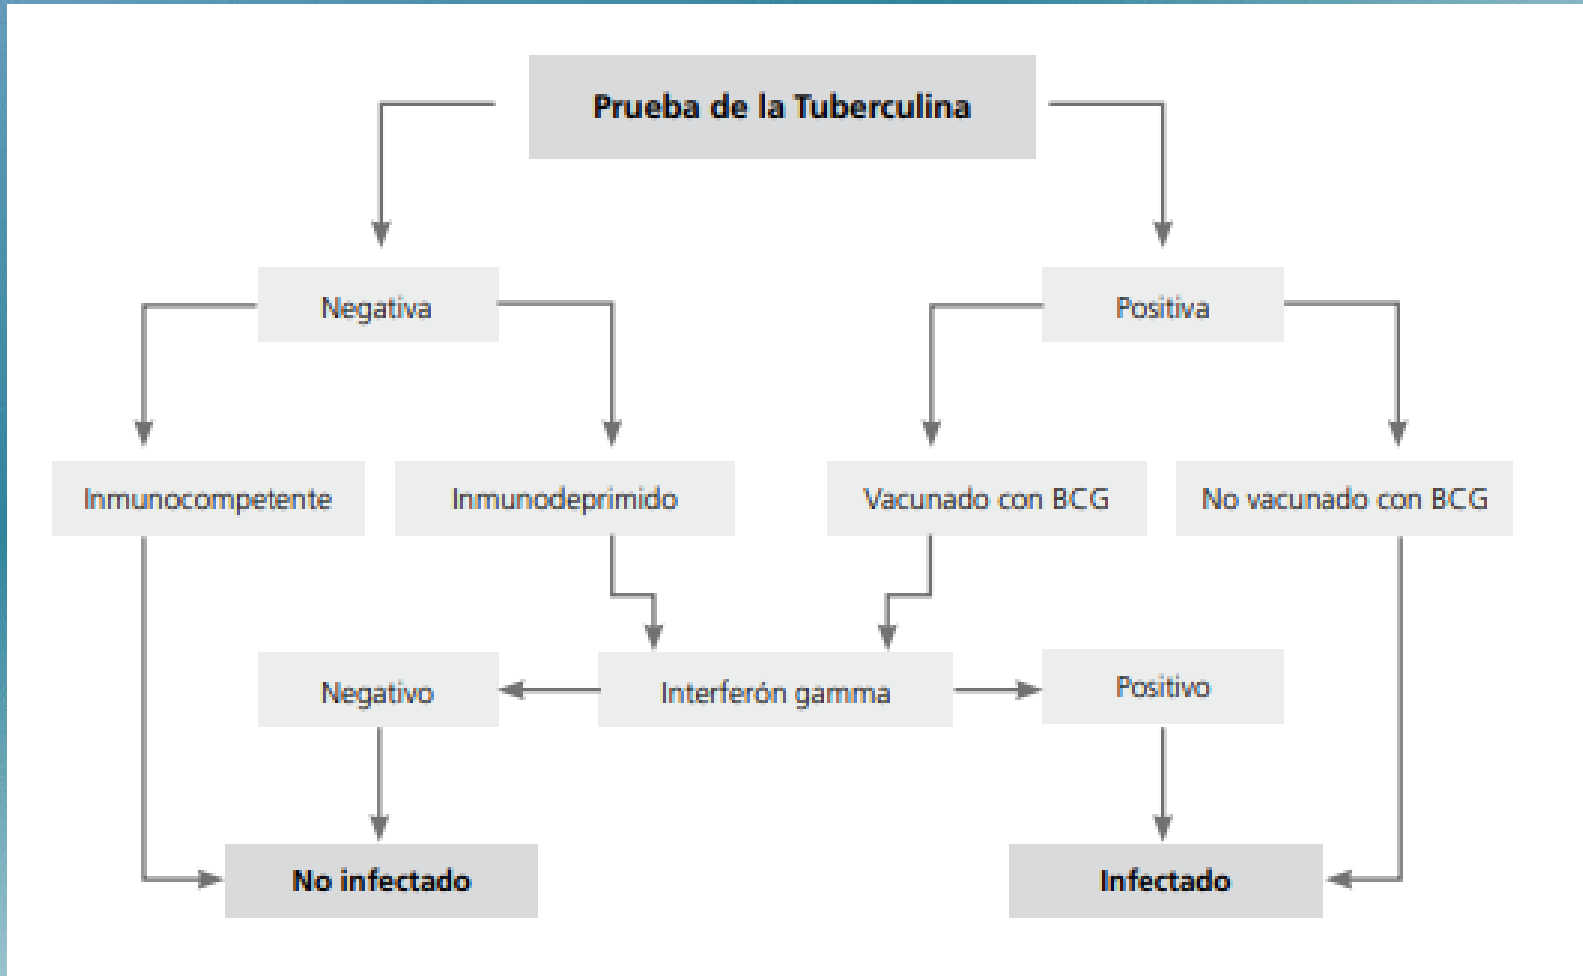 Prueba de la Tuberculina
Negativa
Positiva
Inmunocompetente
Inmunodeprimido
Vacunado con BCG
No vacunado con BCG
Negativo
Interferón gamma
Positivo
No infectado
Infectado